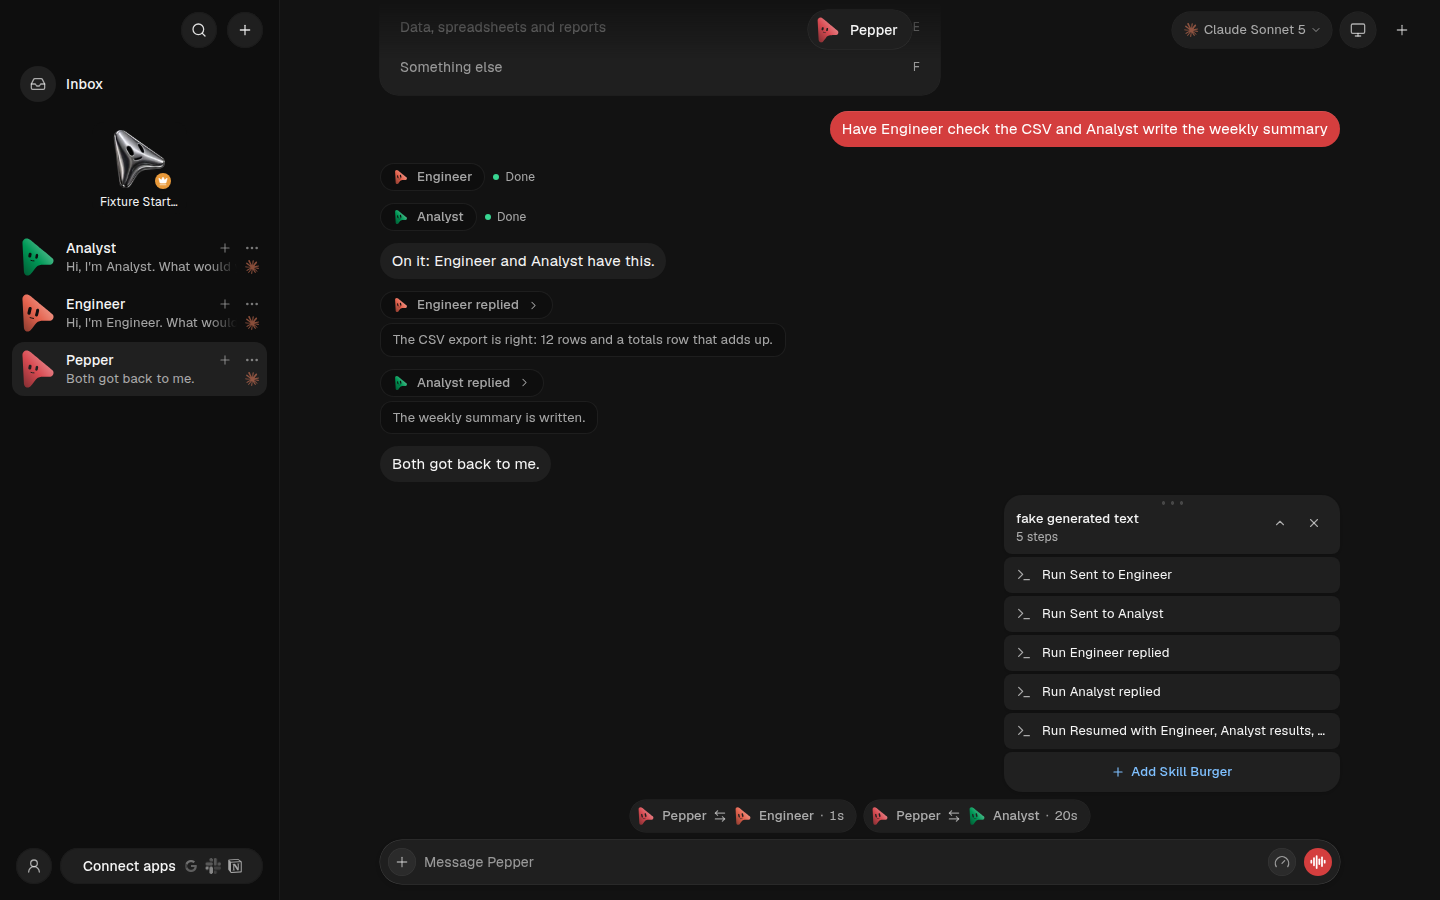 Inbox
Fixture Start…
Analyst
Hi, I'm Analyst. What would
Engineer
Hi, I'm Engineer. What would
Pepper
Both got back to me.
Connect apps
Data, spreadsheets and reports
E
Something else
F
Pepper
Claude Sonnet 5
Have Engineer check the CSV and Analyst write the weekly summary
Engineer
Done
Analyst
Done
On it: Engineer and Analyst have this.
Engineer replied
The CSV export is right: 12 rows and a totals row that adds up.
Analyst replied
The weekly summary is written.
Both got back to me.
fake generated text
5 steps
Run Sent to Engineer
Run Sent to Analyst
Run Engineer replied
Run Analyst replied
Run Resumed with Engineer, Analyst results, …
Add Skill Burger
Pepper Engineer · 1s
Pepper Analyst · 20s
Message Pepper